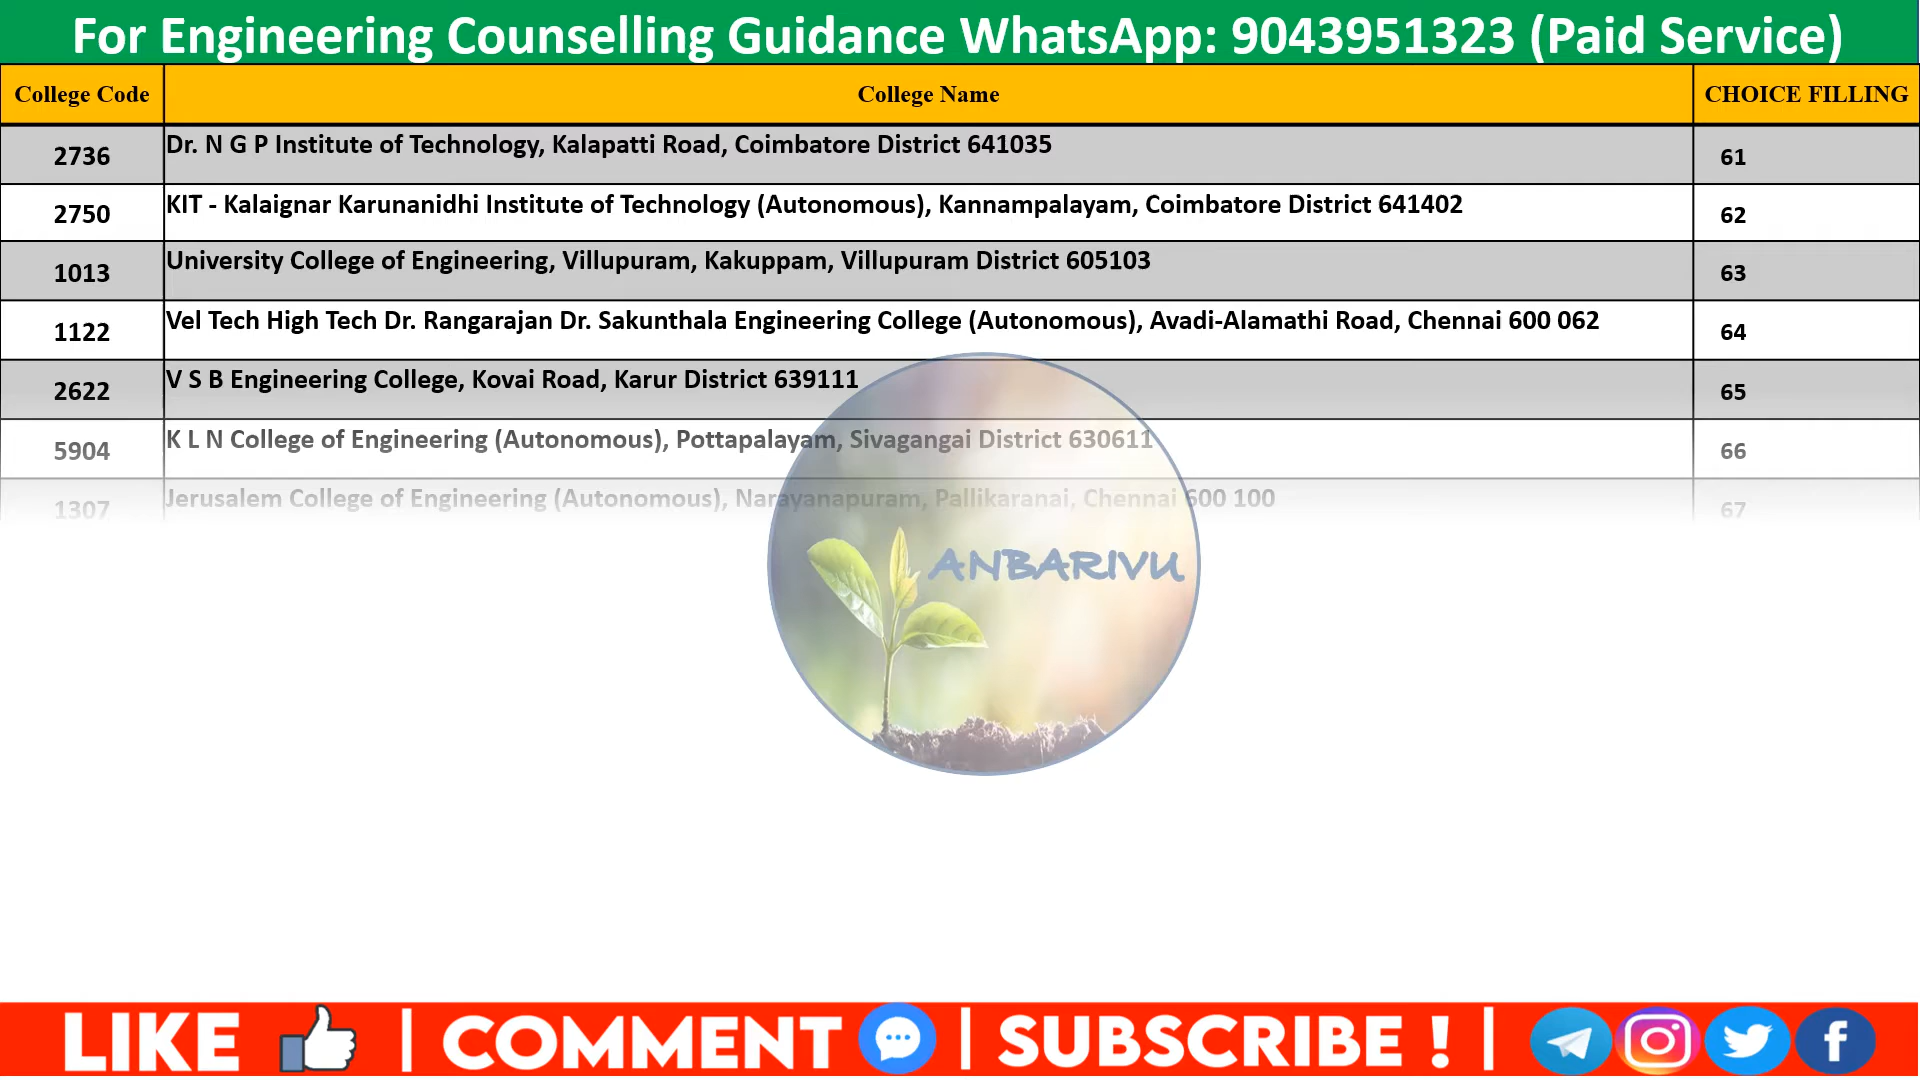 For Engineering Counselling Guidance WhatsApp: 9043951323 (Paid Service)
College Code College Name CHOICE FILLING
2736 Dr. N G P Institute of Technology, Kalapatti Road, Coimbatore District 641035 61
2750 KIT - Kalaignar Karunanidhi Institute of Technology (Autonomous), Kannampalayam, Coimbatore District 641402 62
1013 University College of Engineering, Villupuram, Kakuppam, Villupuram District 605103 63
1122 Vel Tech High Tech Dr. Rangarajan Dr. Sakunthala Engineering College (Autonomous), Avadi-Alamathi Road, Chennai 600 062 64
2622 V S B Engineering College, Kovai Road, Karur District 639111 65
5904 K L N College of Engineering (Autonomous), Pottapalayam, Sivagangai District 630611 66
1307 Jerusalem College of Engineering (Autonomous), Narayanapuram, Pallikaranai, Chennai 600 100 67
ANBARIVU
LIKE | COMMENT | SUBSCRIBE ! |